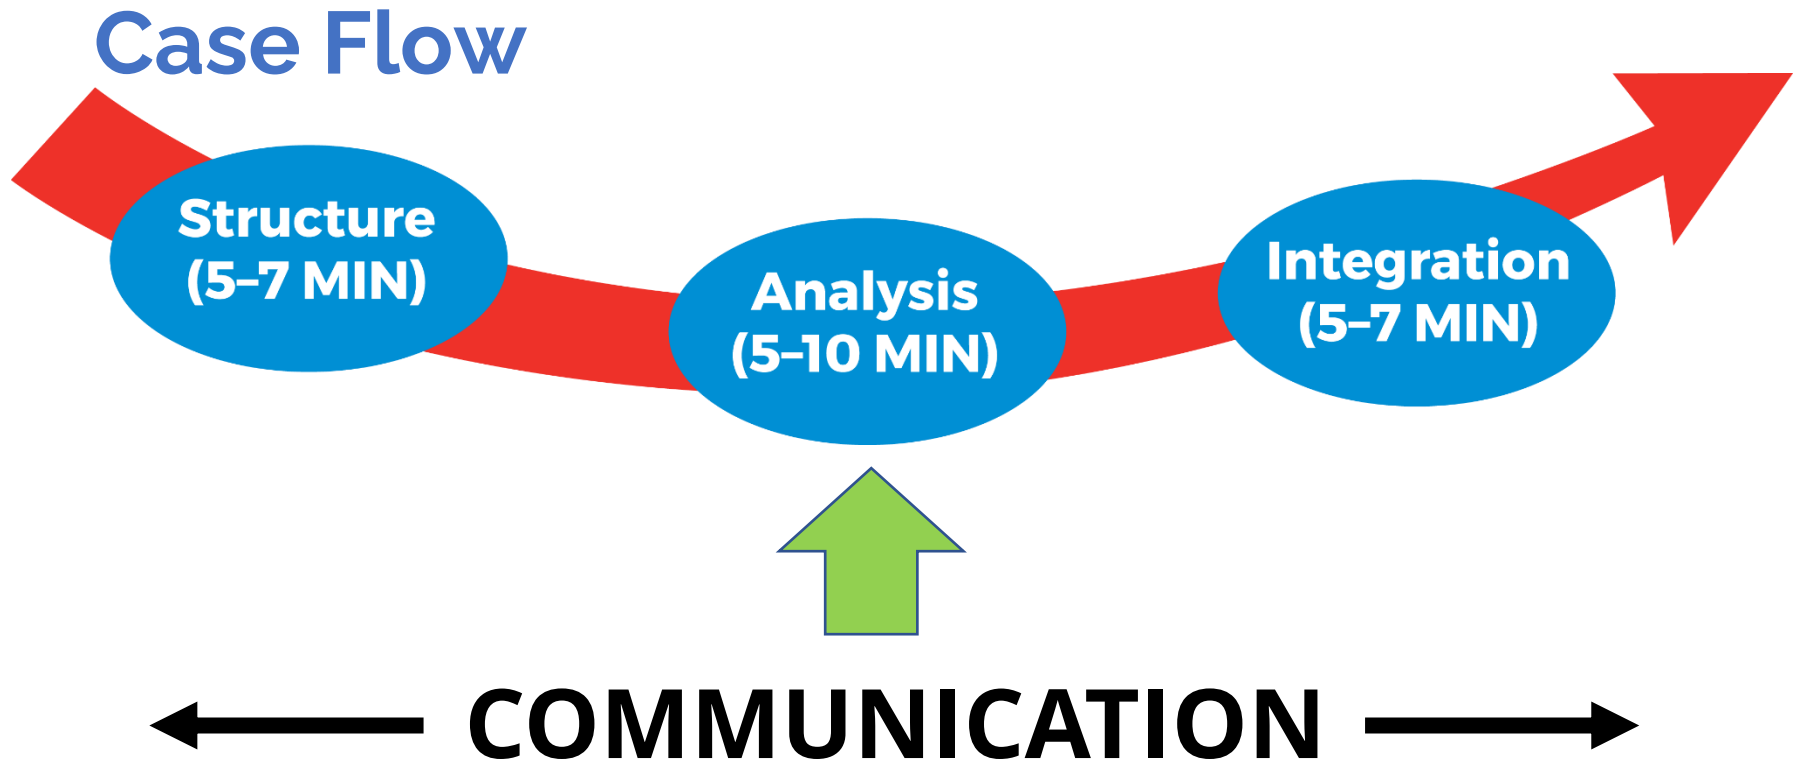 Case Flow
Structure
(5–7 MIN)
Analysis
(5–10 MIN)
Integration
(5–7 MIN)
COMMUNICATION